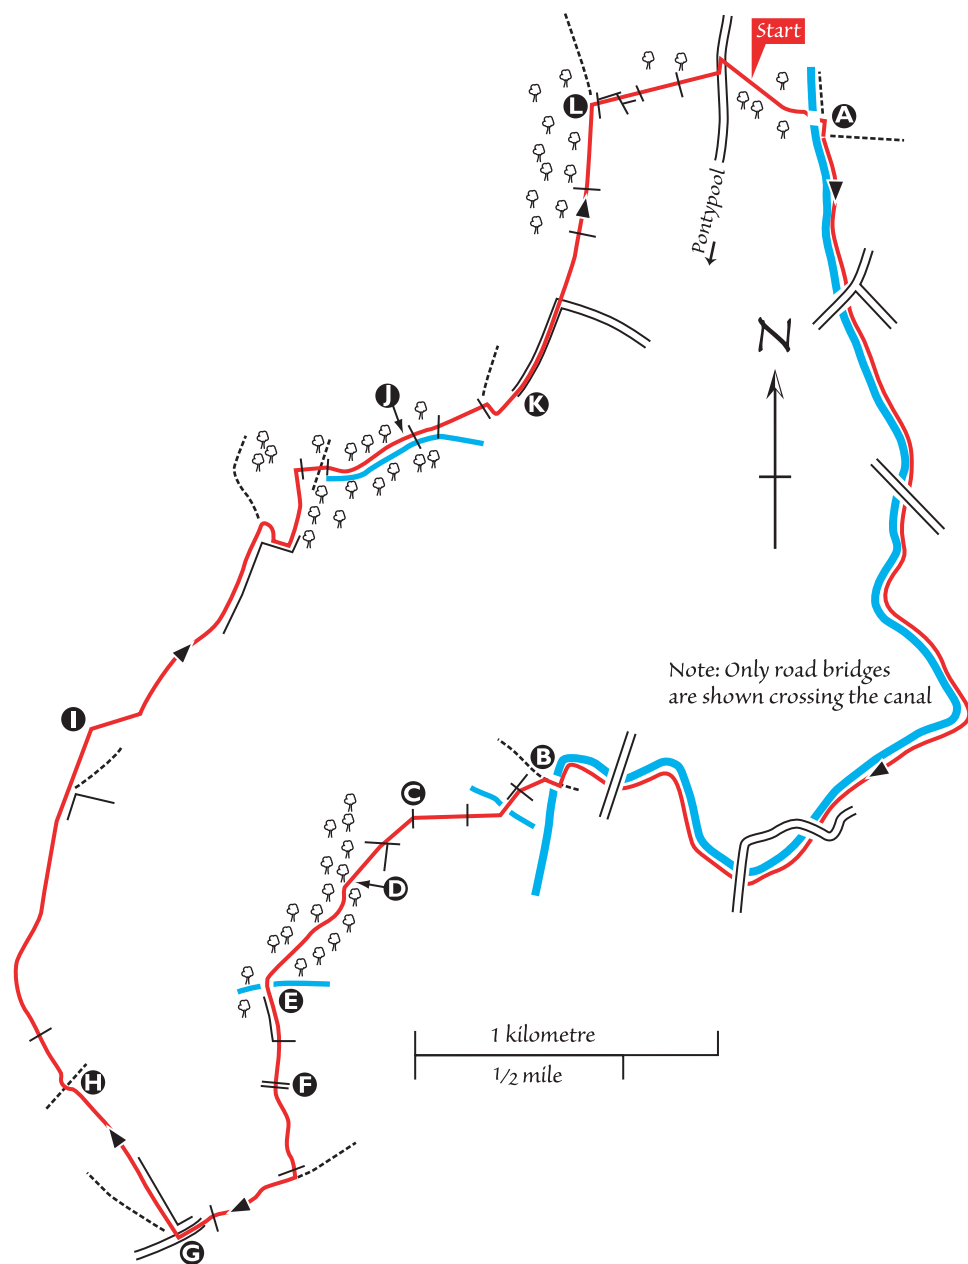 Start
A
L
Pontypool
N
J
K
Note: Only road bridges
are shown crossing the canal
I
B
C
D
E
1 kilometre
1/2 mile
F
H
G